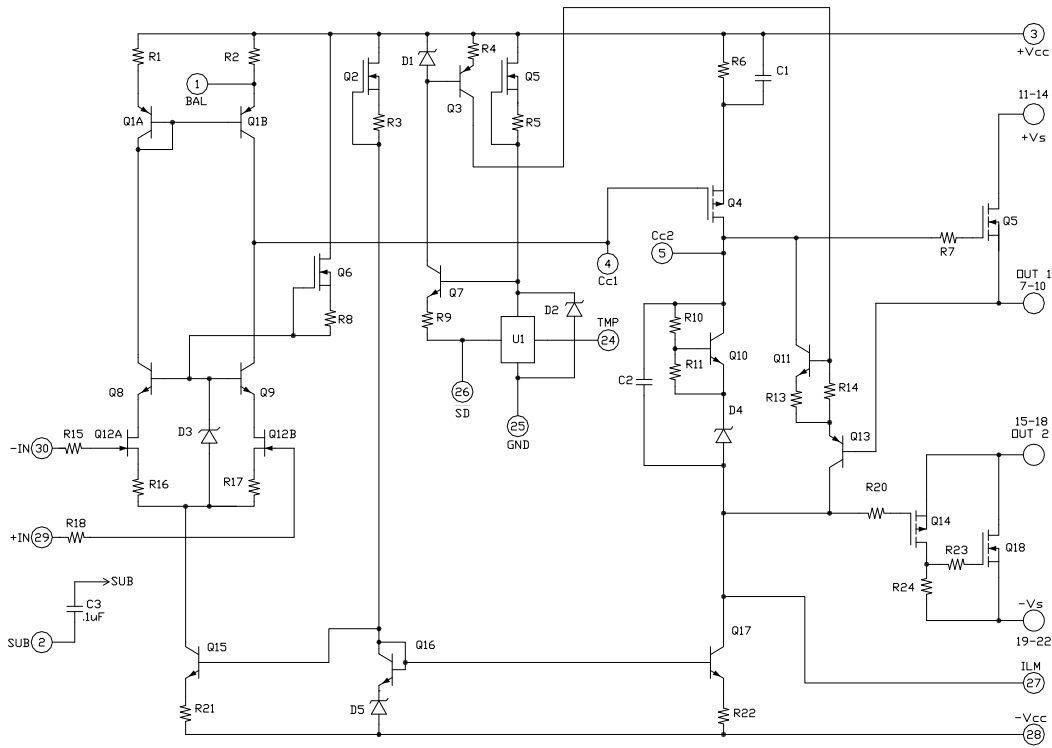 R1
R2
Q2
D1
R4
Q5
R6
C1
3
+Vcc
1
BAL
Q3
11-14
Q1A
Q1B
R3
R5
+Vs
Q4
Q5
R7
Cc2
5
4
Cc1
Q6
Q7
D2
OUT 1
7-10
R8
R9
U1
TMP
24
R10
Q10
R11
Q11
C2
R13
R14
Q8
Q9
26
SD
25
GND
D4
D3
Q13
15-18
OUT 2
-IN
30
R15
Q12A
Q12B
R16
R17
R20
+IN
29
R18
Q14
R23
Q18
R24
SUB
C3
.1uF
SUB
2
-Vs
19-22
Q15
Q16
Q17
ILM
27
R21
D5
R22
-Vcc
28